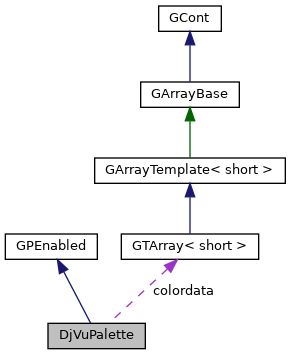 GCont
GArrayBase
GArrayTemplate< short >
GPEnabled
GTArray< short >
colordata
DjVuPalette